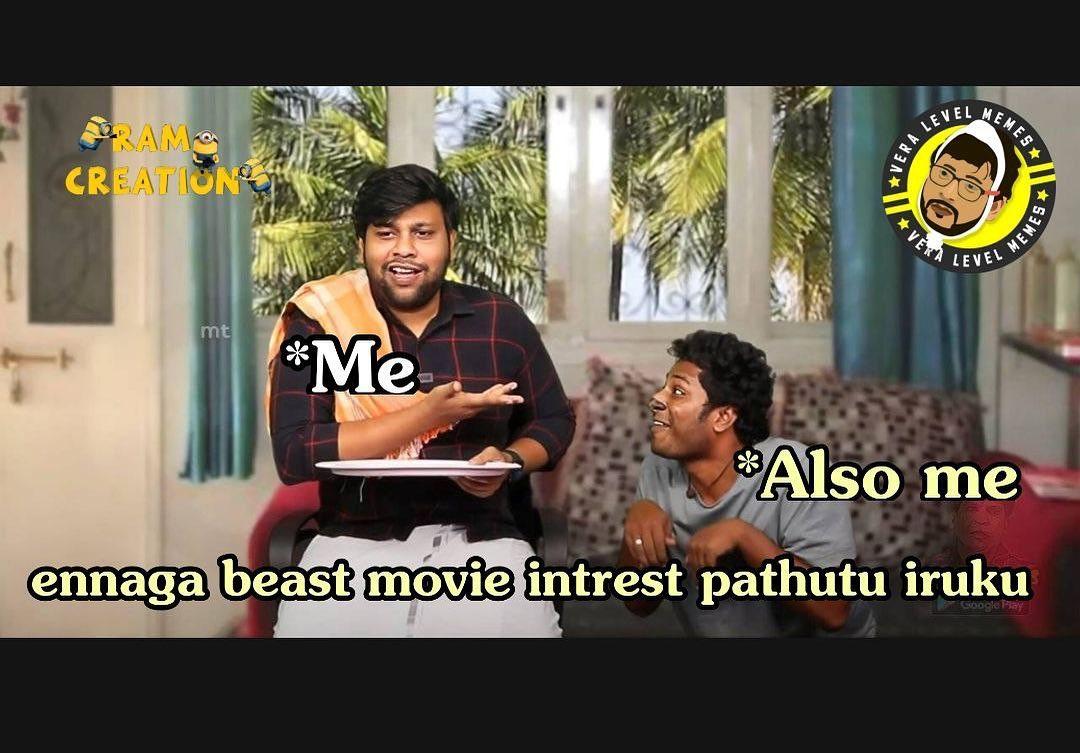 RAM
CREATION
VERA LEVEL MEMES
VERA LEVEL MEMES
mt
*Me
*Also me
ennaga beast movie intrest pathutu iruku
Google Play